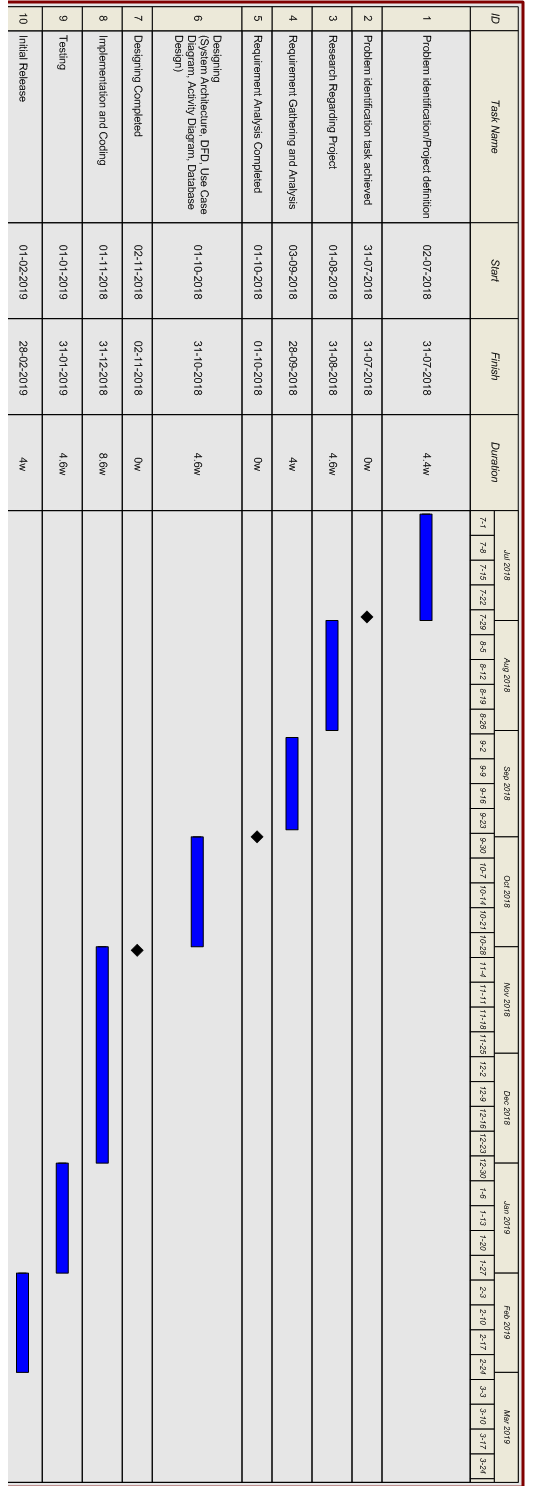 ID Task Name Start Finish Duration Jul 2018 Aug 2018 Sep 2018 Oct 2018 Nov 2018 Dec 2018 Jan 2019 Feb 2019 Mar 2019
7-1 7-8 7-15 7-22 7-29 8-5 8-12 8-19 8-26 9-2 9-9 9-16 9-23 9-30 10-7 10-14 10-21 10-28 11-4 11-11 11-18 11-25 12-2 12-9 12-16 12-23 12-30 1-6 1-13 1-20 1-27 2-3 2-10 2-17 2-24 3-3 3-10 3-17 3-24
1 Problem identification/Project definition 02-07-2018 31-07-2018 4.4w
2 Problem identification task achieved 31-07-2018 31-07-2018 0w
3 Research Regarding Project 01-08-2018 31-08-2018 4.6w
4 Requirement Gathering and Analysis 03-09-2018 28-09-2018 4w
5 Requirement Analysis Completed 01-10-2018 01-10-2018 0w
6 Designing
(System Architecture, DFD, Use Case
Diagram, Activity Diagram, Database
Design) 01-10-2018 31-10-2018 4.6w
7 Designing Completed 02-11-2018 02-11-2018 0w
8 Implementation and Coding 01-11-2018 31-12-2018 8.6w
9 Testing 01-01-2019 31-01-2019 4.6w
10 Initial Release 01-02-2019 28-02-2019 4w